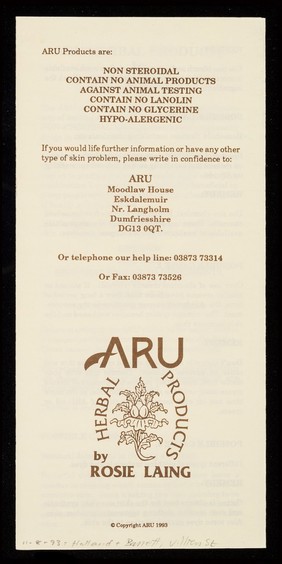 ARU Products are:
NON STEROIDAL
CONTAIN NO ANIMAL PRODUCTS
AGAINST ANIMAL TESTING
CONTAIN NO LANOLIN
CONTAIN NO GLYCERINE
HYPO-ALERGENIC
If you would life further information or have any other
type of skin problem, please write in confidence to:
ARU
Moodlaw House
Eskdalemuir
Nr. Langholm
Dumfriesshire
DG13 0QT.
Or telephone our help line: 03873 73314
Or Fax: 03873 73526
ARU
HERBAL PRODUCTS
by
ROSIE LAING
© Copyright ARU 1993
Holland + Barrett,